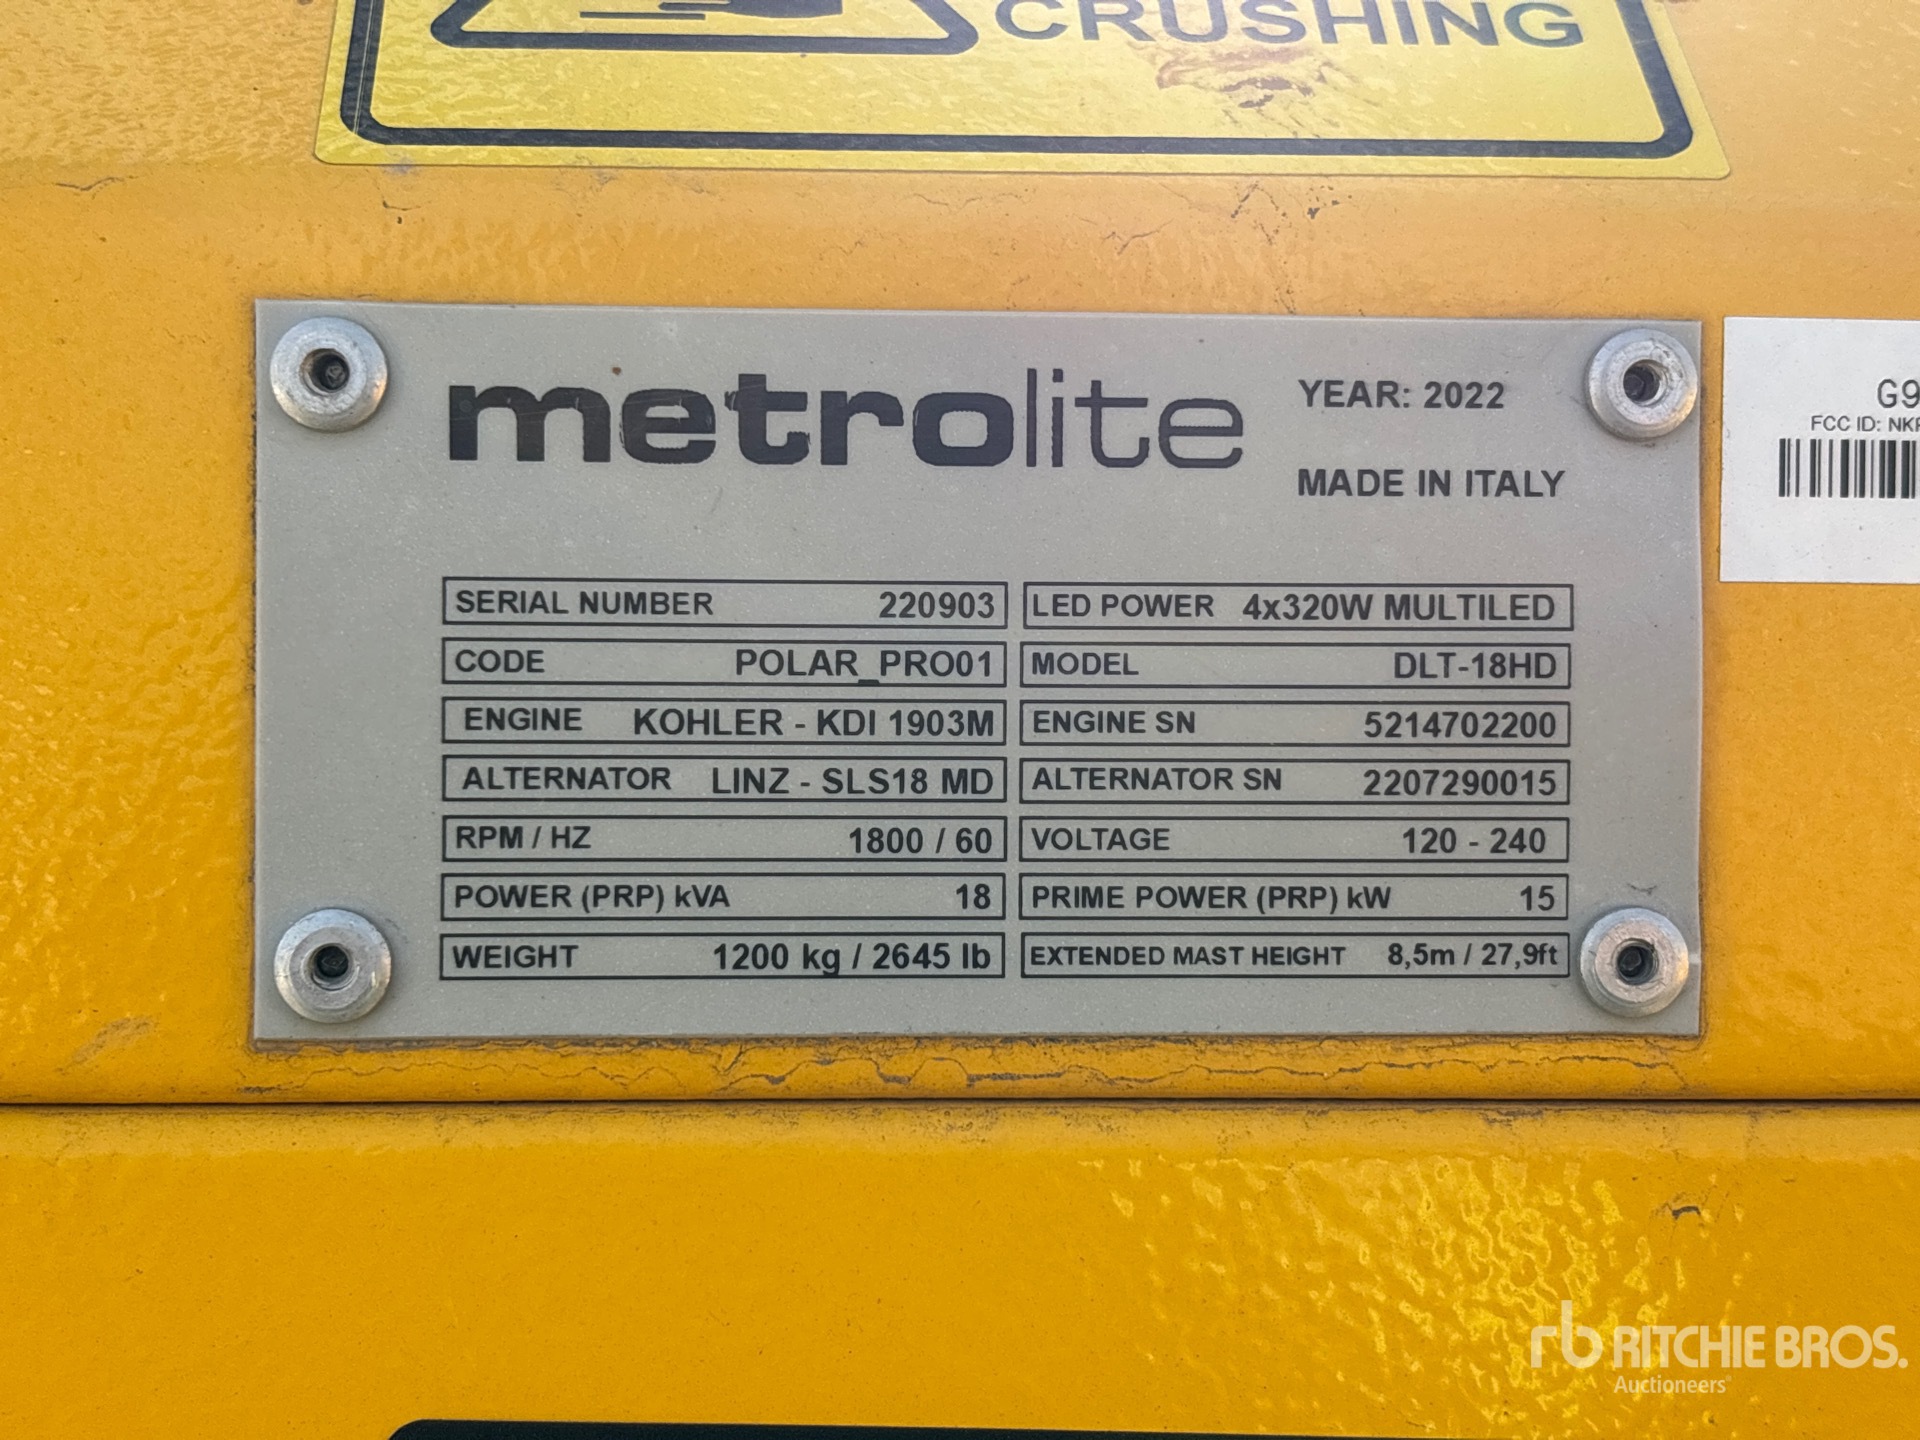 CRUSHING
metrolite
YEAR: 2022
MADE IN ITALY
SERIAL NUMBER 220903
LED POWER 4x320W MULTILED
CODE POLAR_PRO01
MODEL DLT-18HD
ENGINE KOHLER - KDI 1903M
ENGINE SN 5214702200
ALTERNATOR LINZ - SLS18 MD
ALTERNATOR SN 2207290015
RPM / HZ 1800 / 60
VOLTAGE 120 - 240
POWER (PRP) kVA 18
PRIME POWER (PRP) kW 15
WEIGHT 1200 kg / 2645 lb
EXTENDED MAST HEIGHT 8,5m / 27,9ft
G9
FCC ID:
rb RITCHIE BROS.
Auctioneers